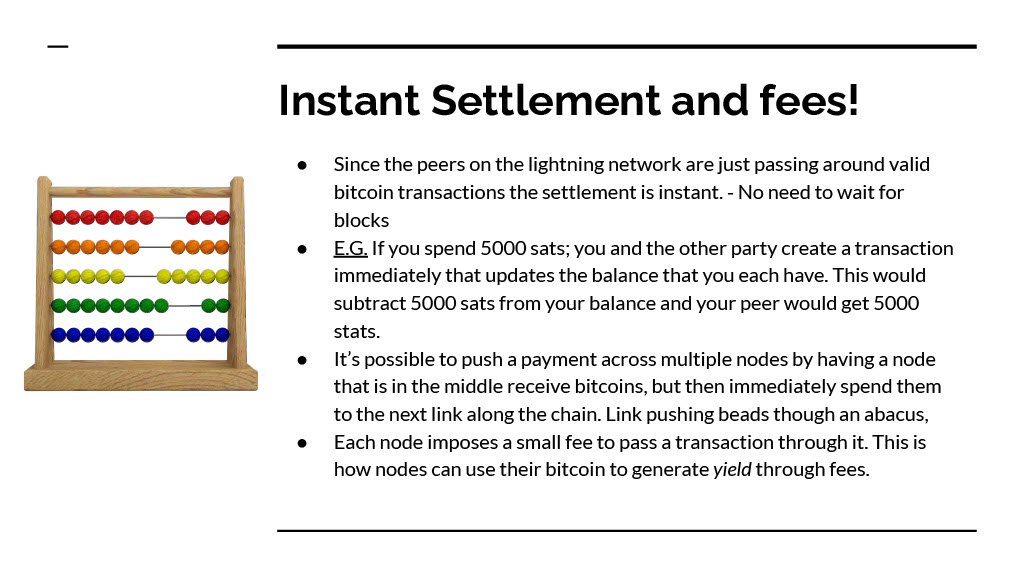 Instant Settlement and fees!
● Since the peers on the lightning network are just passing around valid
bitcoin transactions the settlement is instant. - No need to wait for
blocks
● E.G. If you spend 5000 sats; you and the other party create a transaction
immediately that updates the balance that you each have. This would
subtract 5000 sats from your balance and your peer would get 5000
stats.
● It’s possible to push a payment across multiple nodes by having a node
that is in the middle receive bitcoins, but then immediately spend them
to the next link along the chain. Link pushing beads though an abacus,
● Each node imposes a small fee to pass a transaction through it. This is
how nodes can use their bitcoin to generate yield through fees.